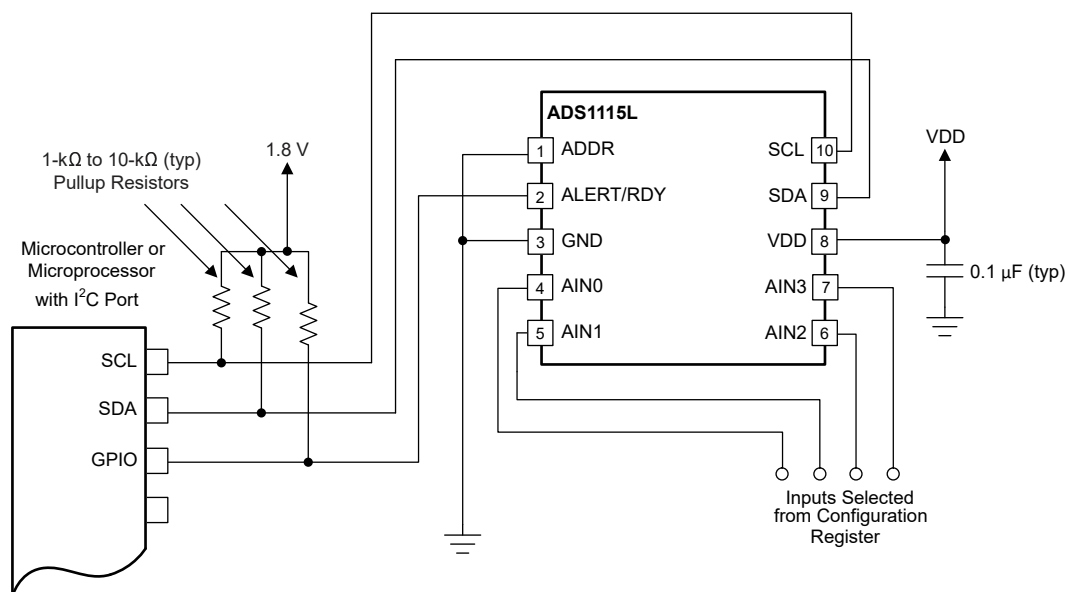 ADS1115L
1 ADDR
2 ALERT/RDY
3 GND
4 AIN0
5 AIN1
SCL 10
SDA 9
VDD 8
AIN3 7
AIN2 6
VDD
0.1 µF (typ)
1.8 V
1-kΩ to 10-kΩ (typ)
Pullup Resistors
Microcontroller or
Microprocessor
with I²C Port
SCL
SDA
GPIO
Inputs Selected
from Configuration
Register